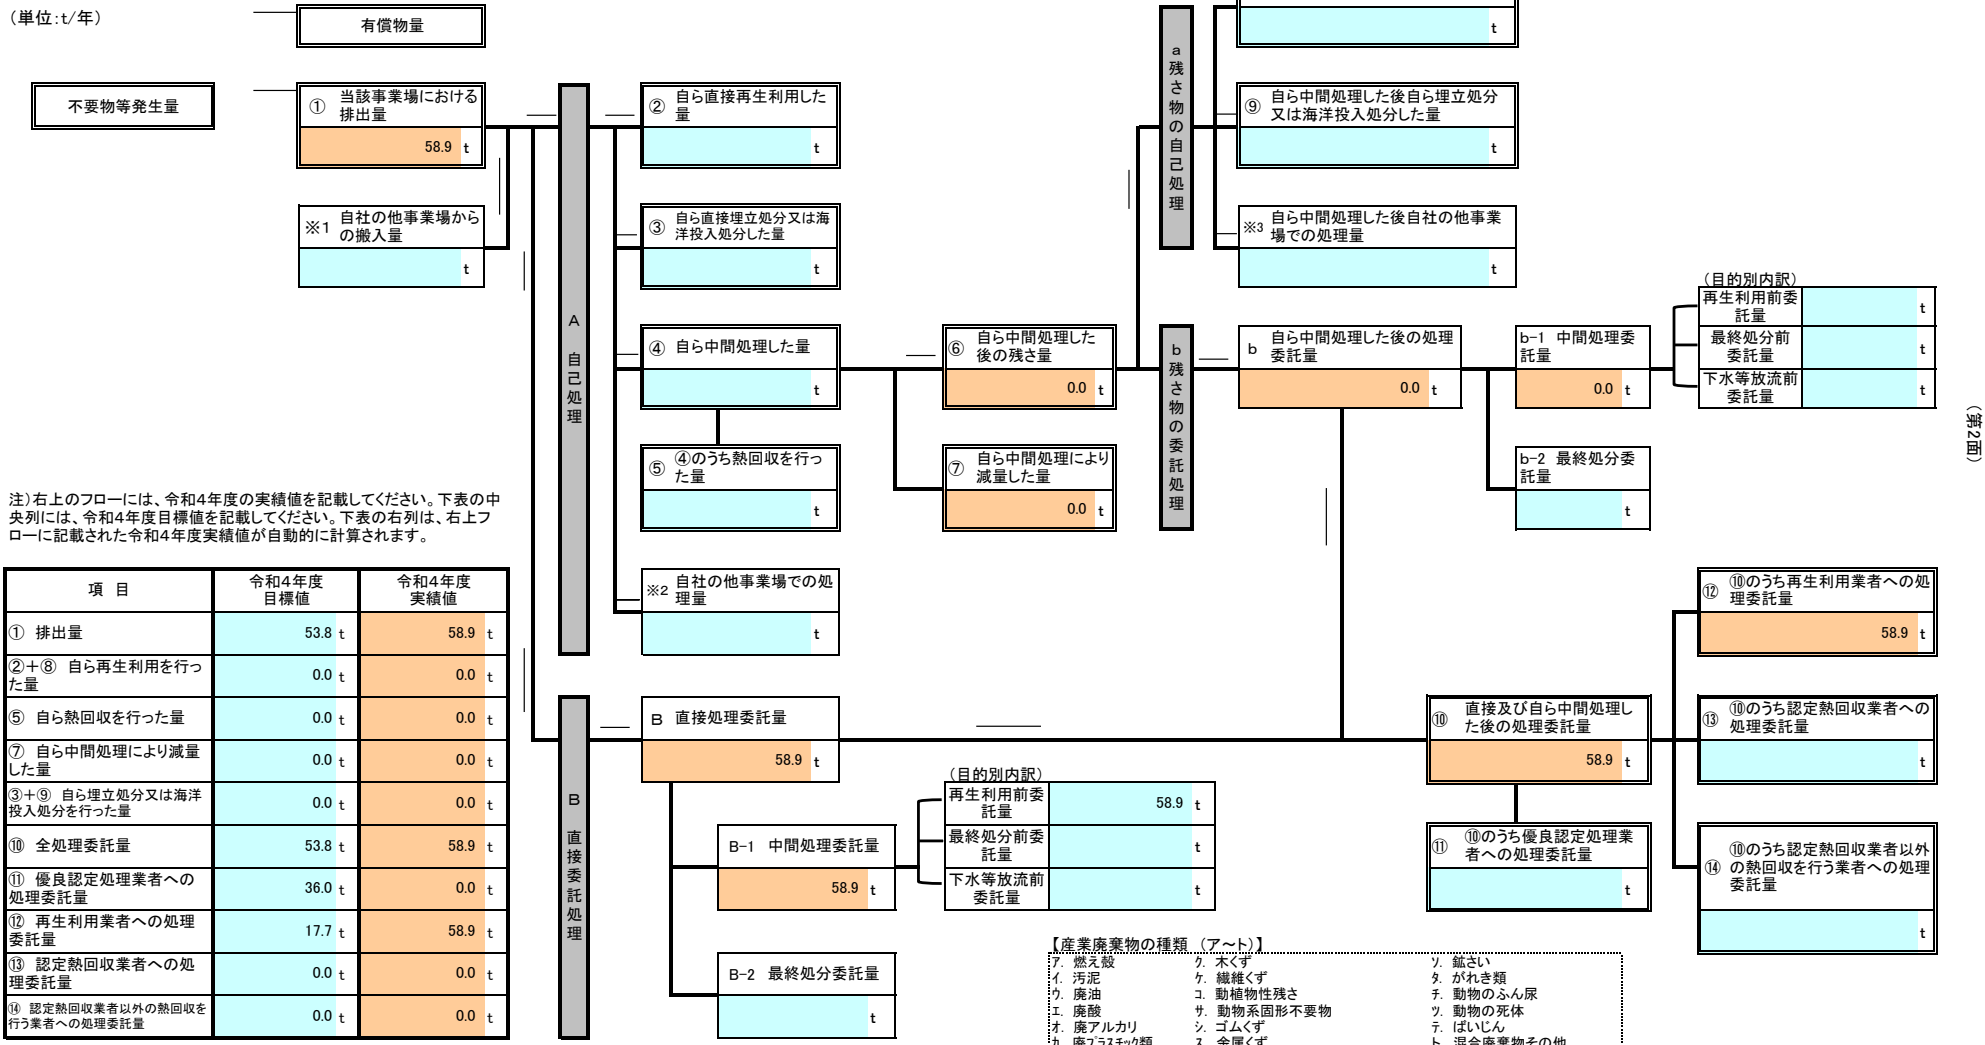 （単位：t/年）
有償物量
不要物等発生量
① 当該事業場における
排出量
58.9 t
※1 自社の他事業場から
の搬入量
t
A 自己処理
② 自ら直接再生利用した
量
t
③ 自ら直接埋立処分又は海
洋投入処分した量
t
④ 自ら中間処理した量
t
⑤ ④のうち熱回収を行っ
た量
t
※2 自社の他事業場での処
理量
t
⑥ 自ら中間処理した
後の残さ量
0.0 t
⑦ 自ら中間処理により
減量した量
0.0 t
a 残さ物の自己処理
t
⑨ 自ら中間処理した後自ら埋立処分
又は海洋投入処分した量
t
※3 自ら中間処理した後自社の他事業
場での処理量
t
b 残さ物の委託処理
b 自ら中間処理した後の処理
委託量
0.0 t
b-1 中間処理委
託量
0.0 t
b-2 最終処分委
託量
t
（目的別内訳）
再生利用前委
託量
t
最終処分前
委託量
t
下水等放流前
委託量
t
（第2面）
注）右上のフローには、令和4年度の実績値を記載してください。下表の中
央列には、令和4年度目標値を記載してください。下表の右列は、右上フ
ローに記載された令和4年度実績値が自動的に計算されます。
項 目 令和4年度 目標値 令和4年度 実績値
① 排出量 53.8 t 58.9 t
②＋⑧ 自ら再生利用を行っ
た量 0.0 t 0.0 t
⑤ 自ら熱回収を行った量 0.0 t 0.0 t
⑦ 自ら中間処理により減量
した量 0.0 t 0.0 t
③＋⑨ 自ら埋立処分又は海洋
投入処分を行った量 0.0 t 0.0 t
⑩ 全処理委託量 53.8 t 58.9 t
⑪ 優良認定処理業者への
処理委託量 36.0 t 0.0 t
⑫ 再生利用業者への処理
委託量 17.7 t 58.9 t
⑬ 認定熱回収業者への処
理委託量 0.0 t 0.0 t
⑭ 認定熱回収業者以外の熱回収を
行う業者への処理委託量 0.0 t 0.0 t
B 直接委託処理
B 直接処理委託量
58.9 t
B-1 中間処理委託量
58.9 t
B-2 最終処分委託量
t
（目的別内訳）
再生利用前委
託量
58.9 t
最終処分前委
託量
t
下水等放流前
委託量
t
⑩ 直接及び自ら中間処理し
た後の処理委託量
58.9 t
⑪ ⑩のうち優良認定処理業
者への処理委託量
t
⑫ ⑩のうち再生利用業者への処
理委託量
58.9 t
⑬ ⑩のうち認定熱回収業者への
処理委託量
t
⑭ ⑩のうち認定熱回収業者以外
の熱回収を行う業者への処理
委託量
t
【産業廃棄物の種類 （ア～ト）】
ア. 燃え殻 ク. 木くず ソ. 鉱さい
イ. 汚泥 ケ. 繊維くず タ. がれき類
ウ. 廃油 コ. 動植物性残さ チ. 動物のふん尿
エ. 廃酸 サ. 動物系固形不要物 ツ. 動物の死体
オ. 廃アルカリ シ. ゴムくず テ. ばいじん
カ. 廃プラスチック類 ス. 金属くず ト. 混合廃棄物その他